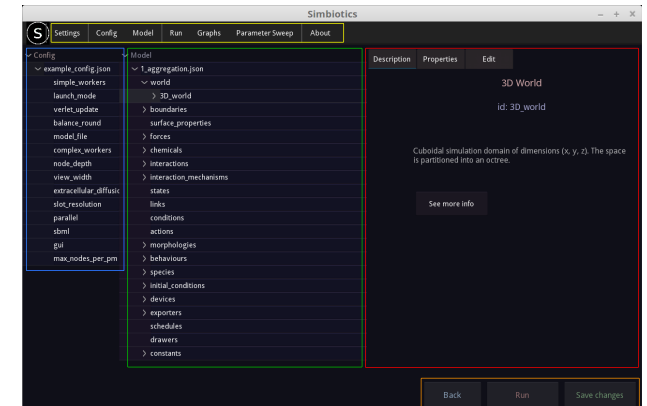 Simbiotics
S Settings Config Model Run Graphs Parameter Sweep About
Config
example_config.json
simple_workers
launch_mode
verlet_update
balance_round
model_file
complex_workers
node_depth
view_width
extracellular_diffusic
slot_resolution
parallel
sbml
gui
max_nodes_per_pm
Model
1_aggregation.json
world
3D_world
boundaries
surface_properties
forces
chemicals
interactions
interaction_mechanisms
states
links
conditions
actions
morphologies
behaviours
species
initial_conditions
devices
exporters
schedules
drawers
constants
Description Properties Edit
3D World
id: 3D_world
Cuboidal simulation domain of dimensions (x, y, z). The space
is partitioned into an octree.
See more info
Back Run Save changes